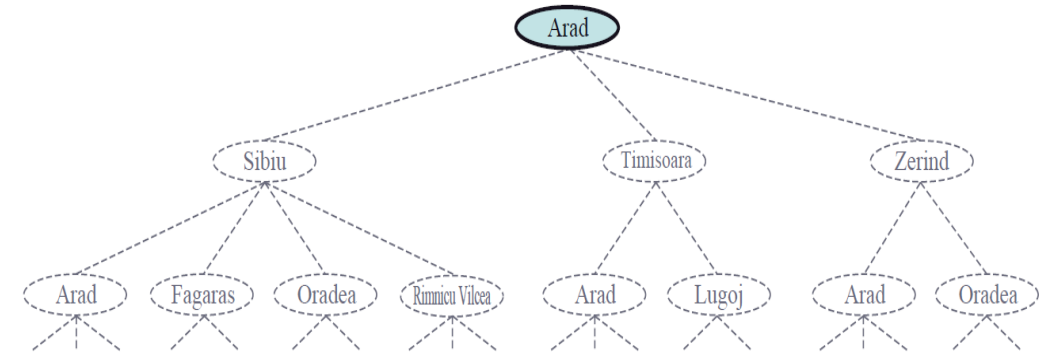 Arad
Sibiu
Timisoara
Zerind
Arad
Fagaras
Oradea
Rimnicu Vilcea
Arad
Lugoj
Arad
Oradea